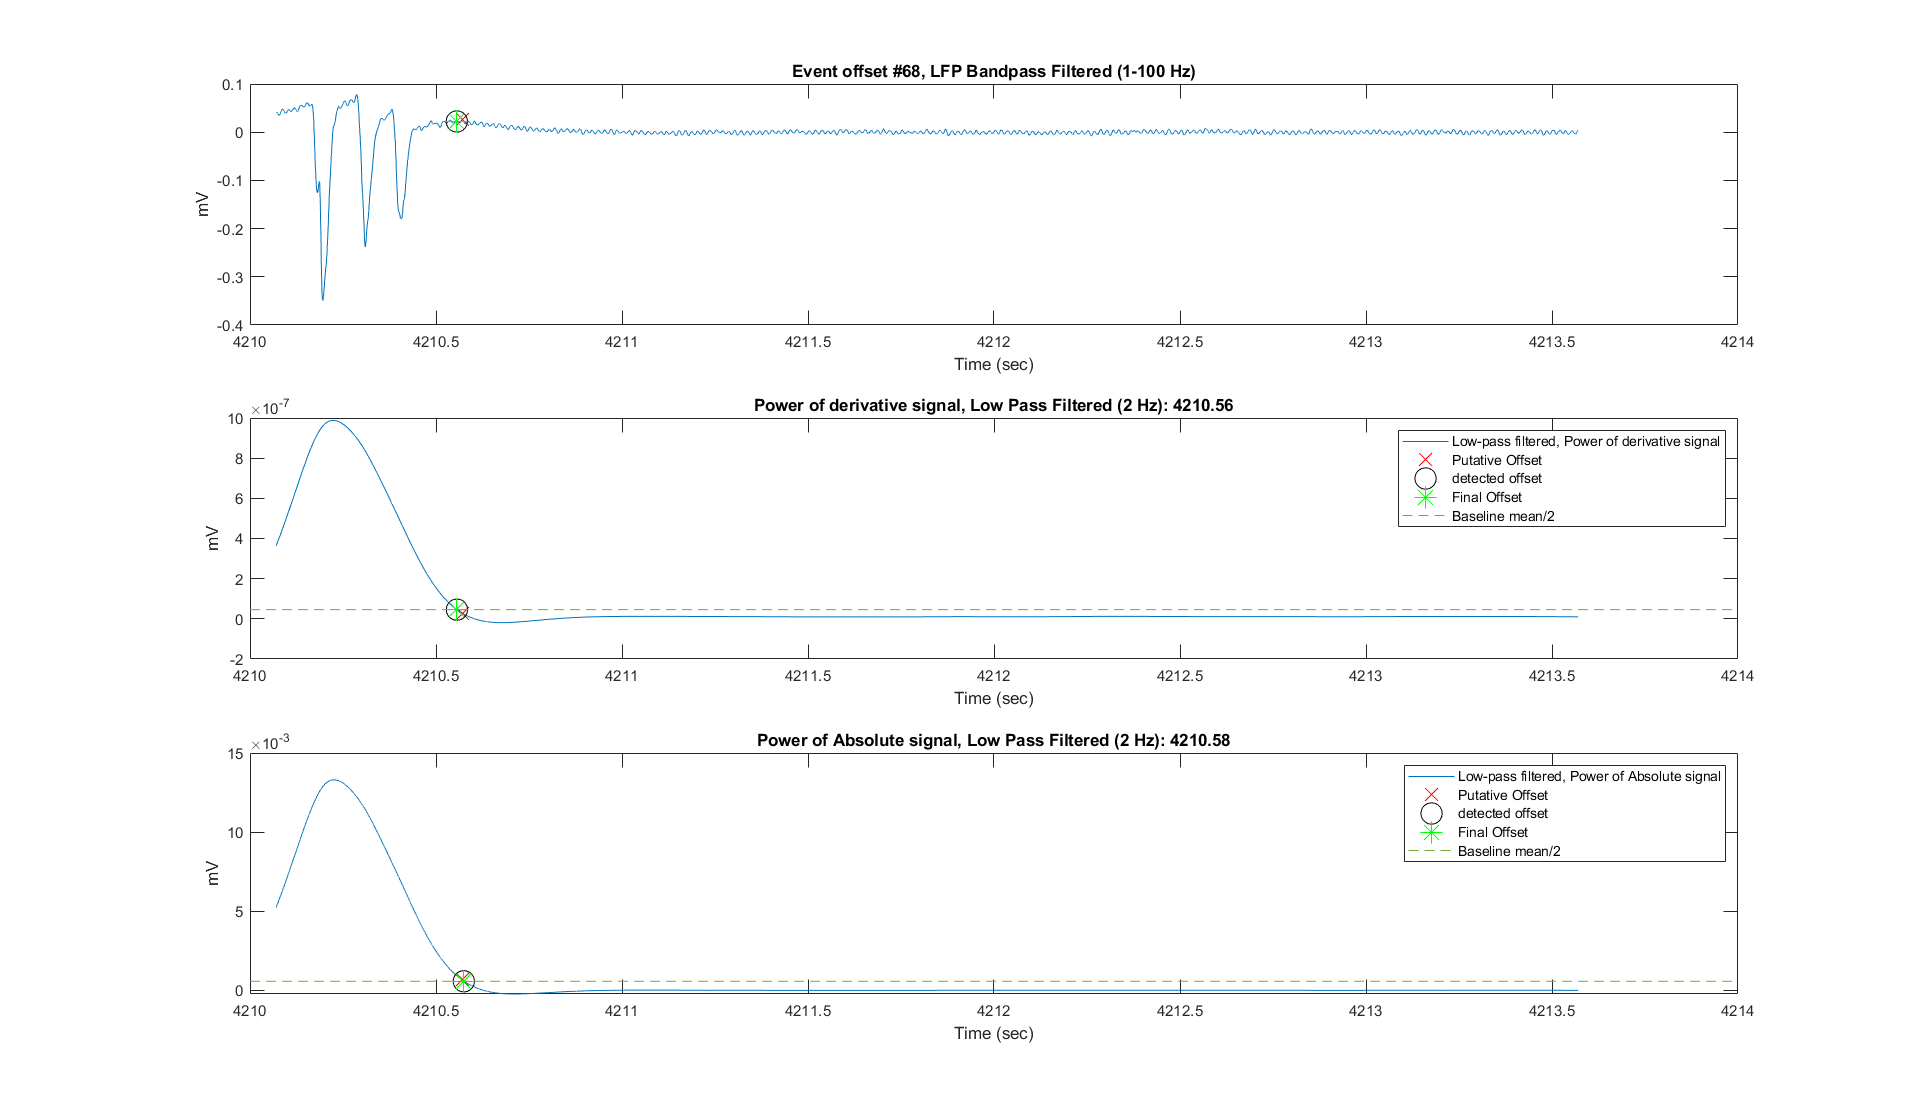 Event offset #68, LFP Bandpass Filtered (1-100 Hz)
0.1
0
-0.1
-0.2
-0.3
-0.4
mV
4210 4210.5 4211 4211.5 4212 4212.5 4213 4213.5 4214
Time (sec)
Power of derivative signal, Low Pass Filtered (2 Hz): 4210.56
×10-7
10
8
6
4
2
0
-2
mV
Low-pass filtered, Power of derivative signal
Putative Offset
detected offset
Final Offset
Baseline mean/2
4210 4210.5 4211 4211.5 4212 4212.5 4213 4213.5 4214
Time (sec)
Power of Absolute signal, Low Pass Filtered (2 Hz): 4210.58
×10-3
15
10
5
0
mV
Low-pass filtered, Power of Absolute signal
Putative Offset
detected offset
Final Offset
Baseline mean/2
4210 4210.5 4211 4211.5 4212 4212.5 4213 4213.5 4214
Time (sec)